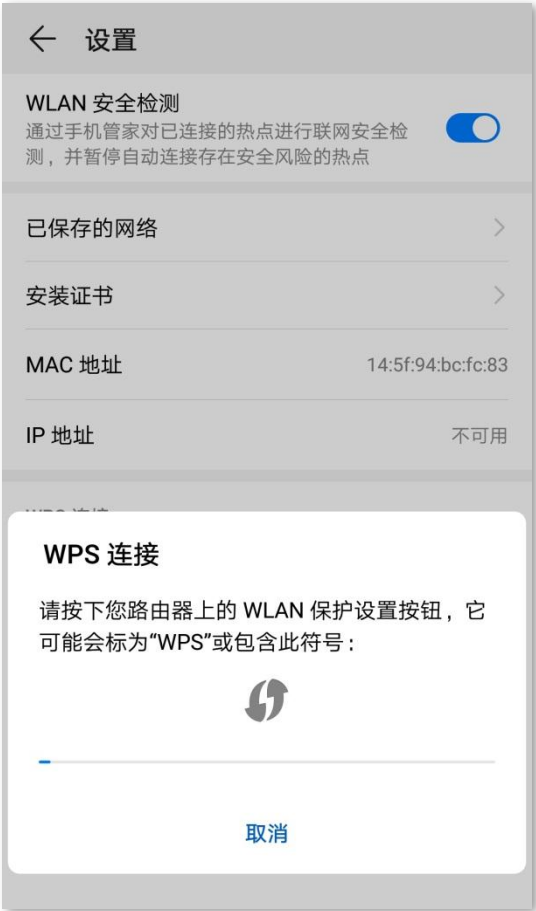 设置
WLAN 安全检测
通过手机管家对已连接的热点进行联网安全检
测，并暂停自动连接存在安全风险的热点
已保存的网络
安装证书
MAC 地址 14:5f:94:bc:fc:83
IP 地址 不可用
WPS 连接
WPS 连接
请按下您路由器上的 WLAN 保护设置按钮，它
可能会标为“WPS”或包含此符号：
取消